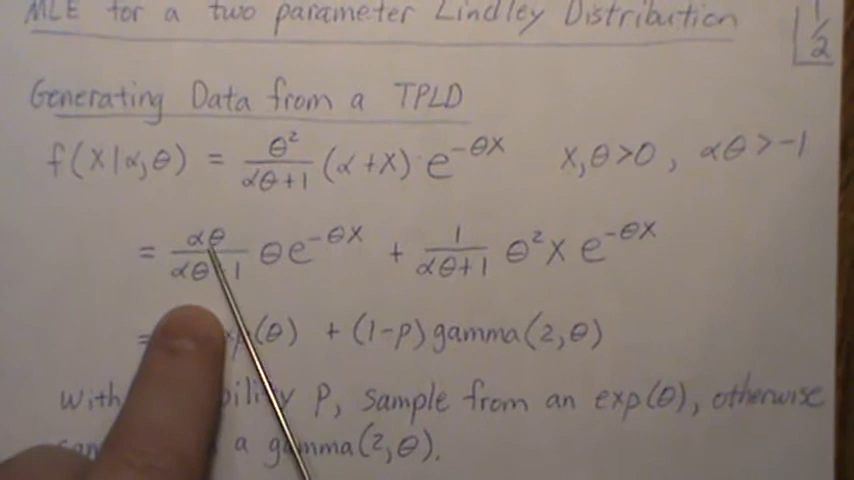 MLE for a two parameter Lindley Distribution
1/2
Generating Data from a TPLD
f(x|α,θ) = θ²/(αθ+1) (α+x)·e^(-θx)   x,θ>0, αθ>-1
= αθ/(αθ+1) θe^(-θx) + 1/(αθ+1) θ²x e^(-θx)
= (θ) + (1-p)gamma(2,θ)
With bility p, sample from an exp(θ), otherwise
a gamma(2,θ).